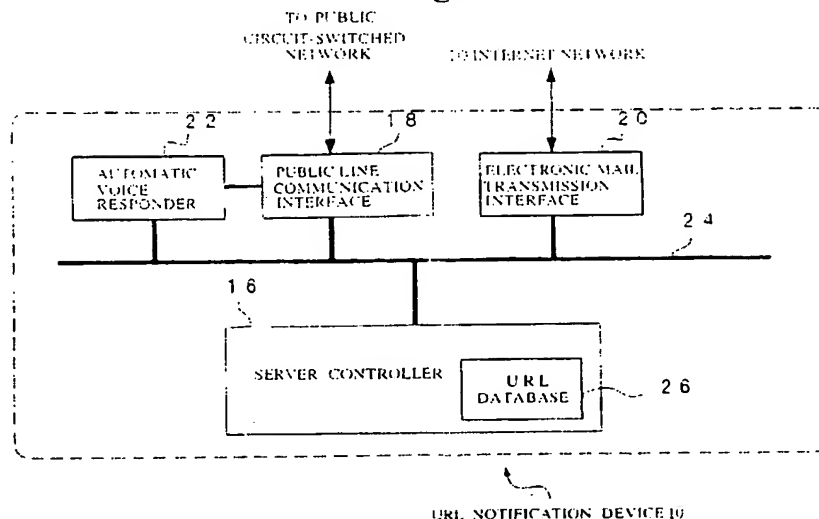 TO PUBLIC
CIRCUIT-SWITCHED
NETWORK
TO INTERNET NETWORK
22
18
20
AUTOMATIC
VOICE
RESPONDER
PUBLIC LINE
COMMUNICATION
INTERFACE
ELECTRONIC MAIL
TRANSMISSION
INTERFACE
24
16
SERVER CONTROLLER
URL
DATABASE
26
URL NOTIFICATION DEVICE 10